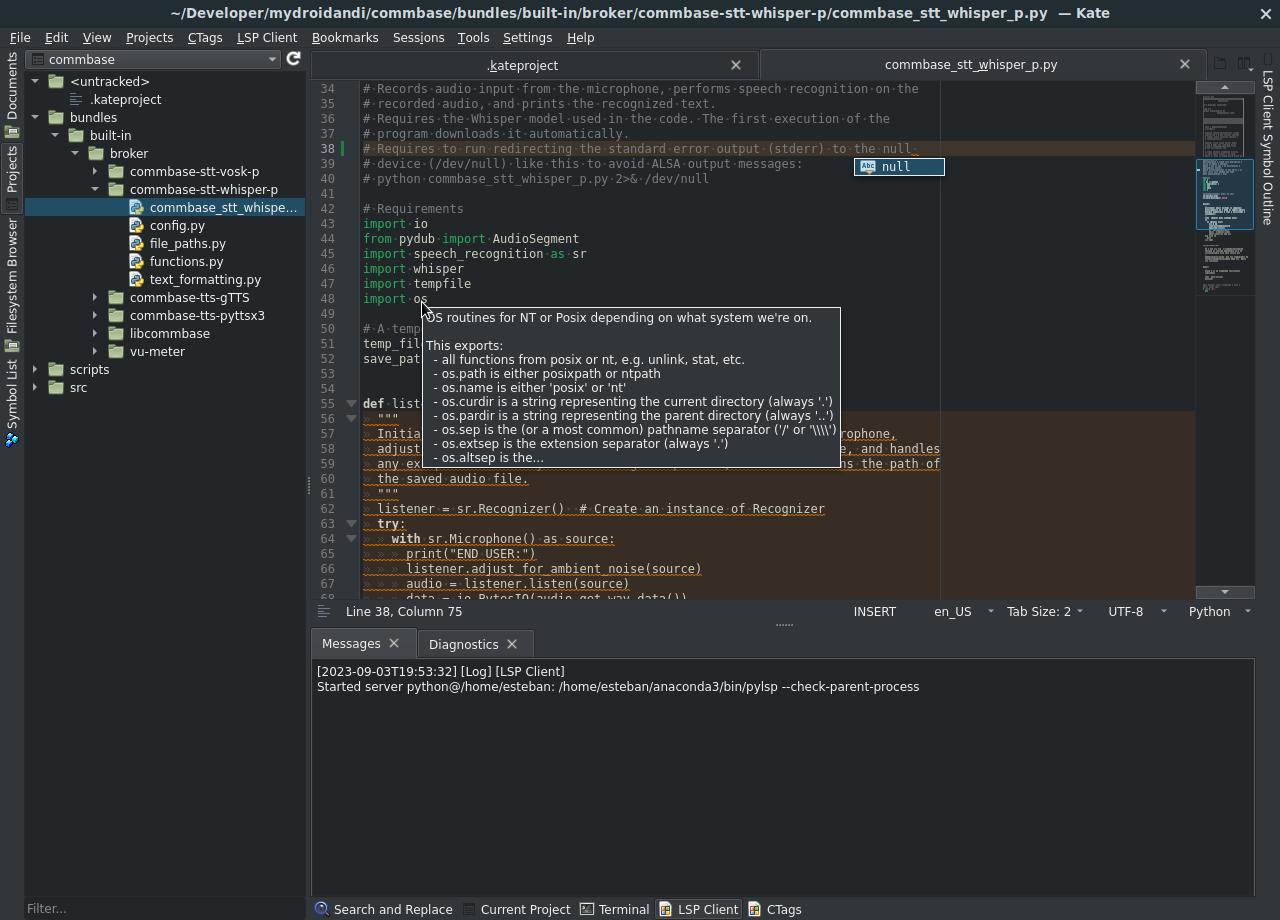 ~/Developer/mydroidandi/commbase/bundles/built-in/broker/commbase-stt-whisper-p/commbase_stt_whisper_p.py — Kate
File Edit View Projects CTags LSP Client Bookmarks Sessions Tools Settings Help
Documents
Projects
Filesystem Browser
Symbol List
commbase
<untracked>
.kateproject
bundles
built-in
broker
commbase-stt-vosk-p
commbase-stt-whisper-p
commbase_stt_whispe...
config.py
file_paths.py
functions.py
text_formatting.py
commbase-tts-gTTS
commbase-tts-pyttsx3
libcommbase
vu-meter
scripts
src
Filter...
.kateproject
commbase_stt_whisper_p.py
34 # Records audio input from the microphone, performs speech recognition on the
35 # recorded audio, and prints the recognized text.
36 # Requires the Whisper model used in the code. The first execution of the
37 # program downloads it automatically.
38 # Requires to run redirecting the standard error output (stderr) to the null
39 # device (/dev/null) like this to avoid ALSA output messages:
null
40 # python commbase_stt_whisper_p.py 2>& /dev/null
41
42 # Requirements
43 import io
44 from pydub import AudioSegment
45 import speech_recognition as sr
46 import whisper
47 import tempfile
48 import os
49
50 # A temp
51 temp_file
52 save_pat
53
54
55 def liste
56 """
57 Initia rophone,
58 adjust e, and handles
59 any ex ns the path of
60 the saved audio file.
61 """
62 listener = sr.Recognizer() # Create an instance of Recognizer
63 try:
64 with sr.Microphone() as source:
65 print("END USER:")
66 listener.adjust_for_ambient_noise(source)
67 audio = listener.listen(source)
68 data = io.BytesIO(audio.get_wav_data())
OS routines for NT or Posix depending on what system we're on.
This exports:
- all functions from posix or nt, e.g. unlink, stat, etc.
- os.path is either posixpath or ntpath
- os.name is either 'posix' or 'nt'
- os.curdir is a string representing the current directory (always '.')
- os.pardir is a string representing the parent directory (always '..')
- os.sep is the (or a most common) pathname separator ('/' or '\\\\')
- os.extsep is the extension separator (always '.')
- os.altsep is the...
LSP Client Symbol Outline
Line 38, Column 75 INSERT en_US Tab Size: 2 UTF-8 Python
Messages
Diagnostics
[2023-09-03T19:53:32] [Log] [LSP Client]
Started server python@/home/esteban: /home/esteban/anaconda3/bin/pylsp --check-parent-process
Search and Replace Current Project Terminal LSP Client CTags